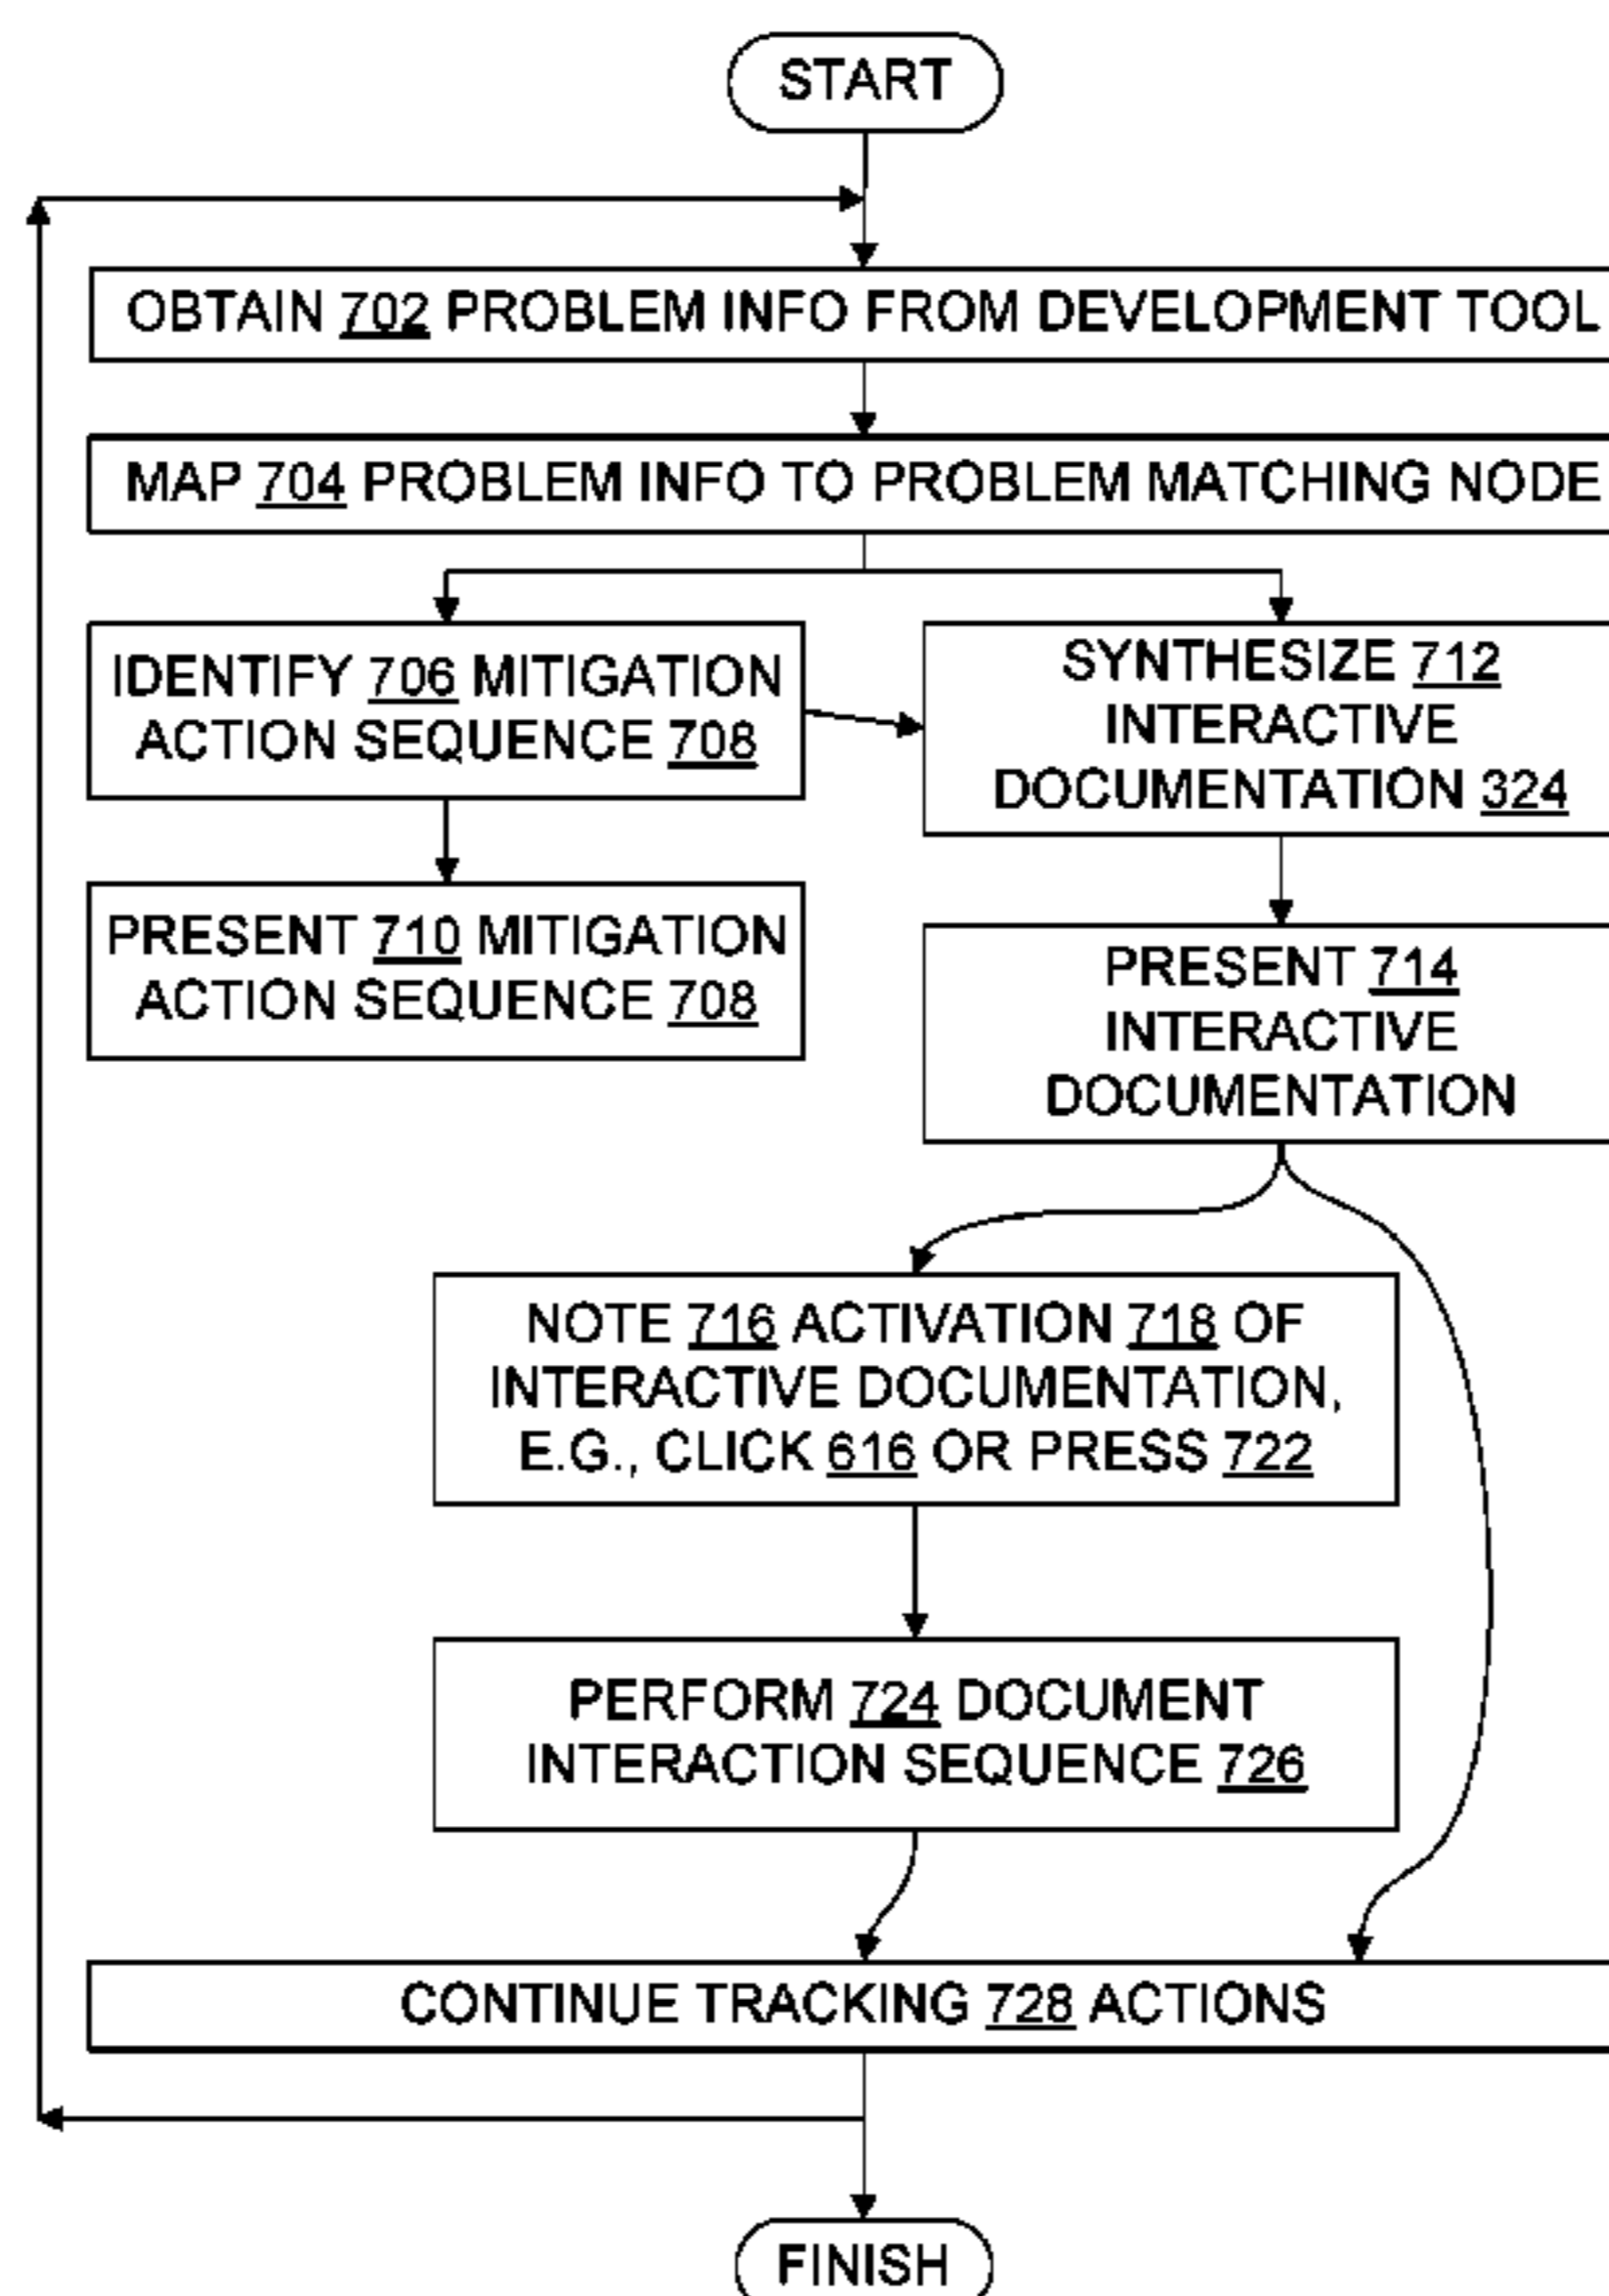 START
OBTAIN 702 PROBLEM INFO FROM DEVELOPMENT TOOL
MAP 704 PROBLEM INFO TO PROBLEM MATCHING NODE
IDENTIFY 706 MITIGATION
ACTION SEQUENCE 708
SYNTHESIZE 712
INTERACTIVE
DOCUMENTATION 324
PRESENT 710 MITIGATION
ACTION SEQUENCE 708
PRESENT 714
INTERACTIVE
DOCUMENTATION
NOTE 716 ACTIVATION 718 OF
INTERACTIVE DOCUMENTATION,
E.G., CLICK 616 OR PRESS 722
PERFORM 724 DOCUMENT
INTERACTION SEQUENCE 726
CONTINUE TRACKING 728 ACTIONS
FINISH